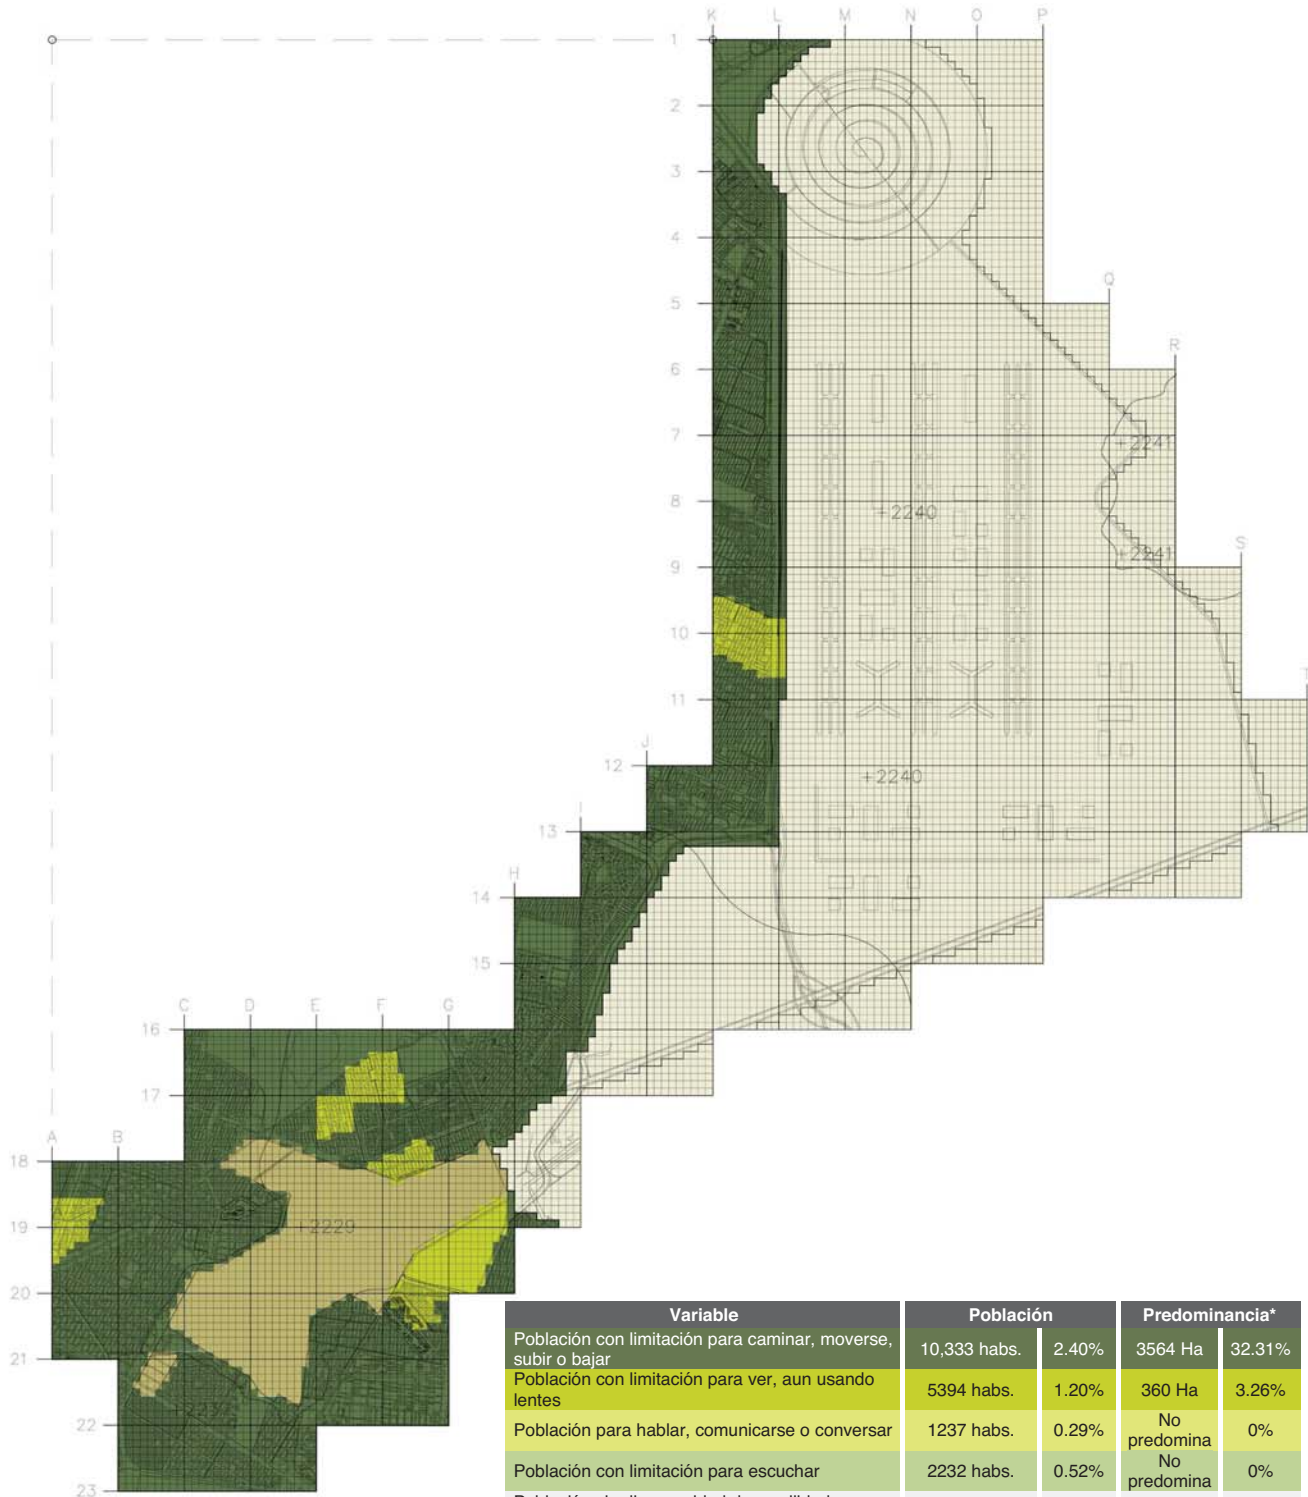 K L M N O P
1
2
3
4
5
Q
6
R
7
+2241
8
+2240
+2241
9
S
10
11
T
J
12
+2240
I
13
H
14
15
C D E F G
16
17
A B
18
19
+2229
20
21
22
23
Variable Población Predominancia*
Población con limitación para caminar, moverse, subir o bajar 10,333 habs. 2.40% 3564 Ha 32.31%
Población con limitación para ver, aun usando lentes 5394 habs. 1.20% 360 Ha 3.26%
Población para hablar, comunicarse o conversar 1237 habs. 0.29% No predomina 0%
Población con limitación para escuchar 2232 habs. 0.52% No predomina 0%